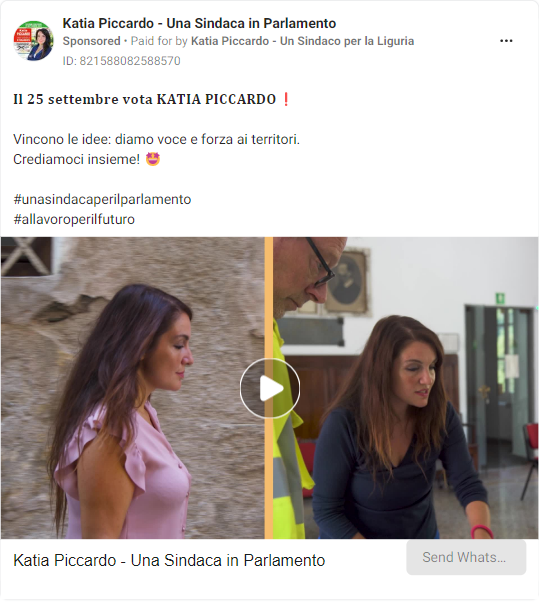 Katia Piccardo - Una Sindaca in Parlamento
Sponsored • Paid for by Katia Piccardo - Un Sindaco per la Liguria
ID: 821588082588570
Il 25 settembre vota KATIA PICCARDO❗
Vincono le idee: diamo voce e forza ai territori.
Crediamoci insieme! 🤩
#unasindacaperilparlamento
#allavoroperilfuturo
Katia Piccardo - Una Sindaca in Parlamento
Send Whats...